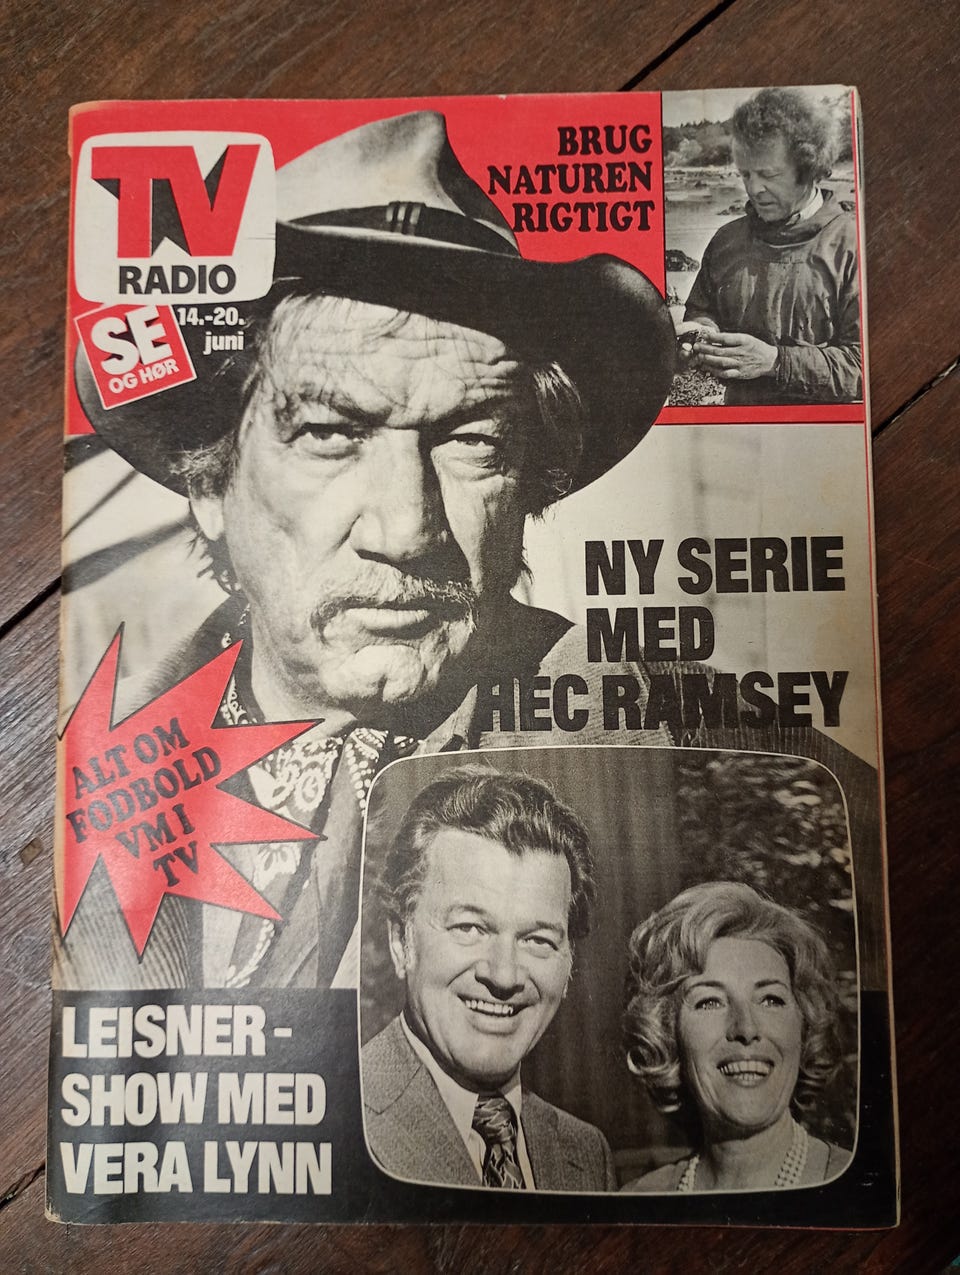 TV
RADIO
SE
OG HØR
14.-20.
juni
BRUG
NATUREN
RIGTIGT
NY SERIE
MED
HEC RAMSEY
ALT OM
FODBOLD
VM I
TV
LEISNER-
SHOW MED
VERA LYNN